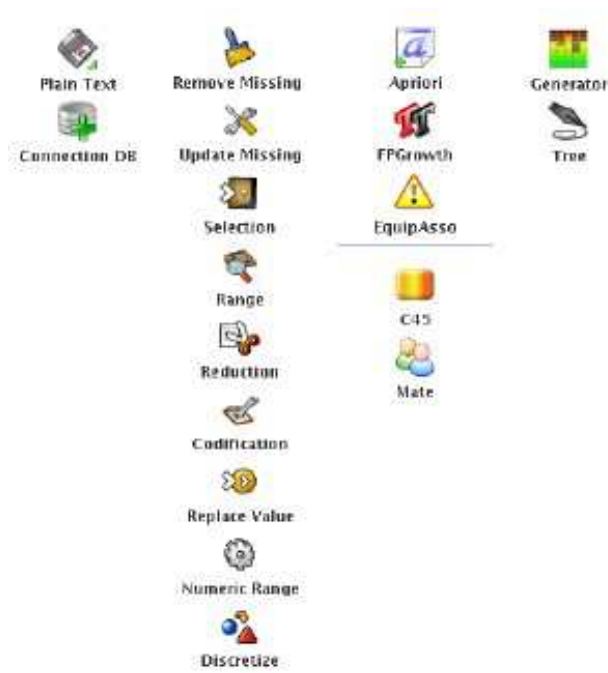 Plain Text
Connection DB
Remove Missing
Update Missing
Selection
Range
Reduction
Codification
Replace Value
Numeric Range
Discretize
Apriori
FPGrowth
EquipAsso
C45
Mate
Generator
Tree